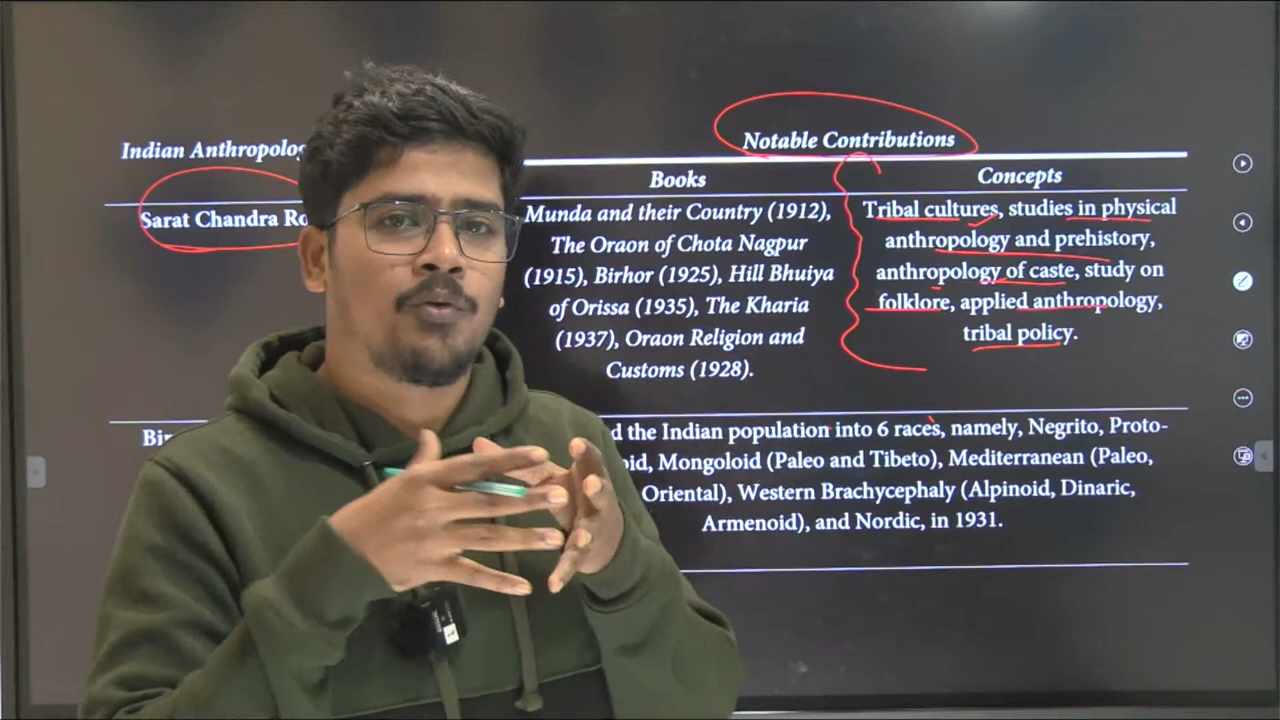 Notable Contributions
Indian Anthropolog
Books
Concepts
Sarat Chandra Ro
Munda and their Country (1912),
The Oraon of Chota Nagpur
(1915), Birhor (1925), Hill Bhuiya
of Orissa (1935), The Kharia
(1937), Oraon Religion and
Customs (1928).
Tribal cultures, studies in physical
anthropology and prehistory,
anthropology of caste, study on
folklore, applied anthropology,
tribal policy.
the Indian population into 6 races, namely, Negrito, Proto-
Mongoloid (Paleo and Tibeto), Mediterranean (Paleo,
Oriental), Western Brachycephaly (Alpinoid, Dinaric,
Armenoid), and Nordic, in 1931.